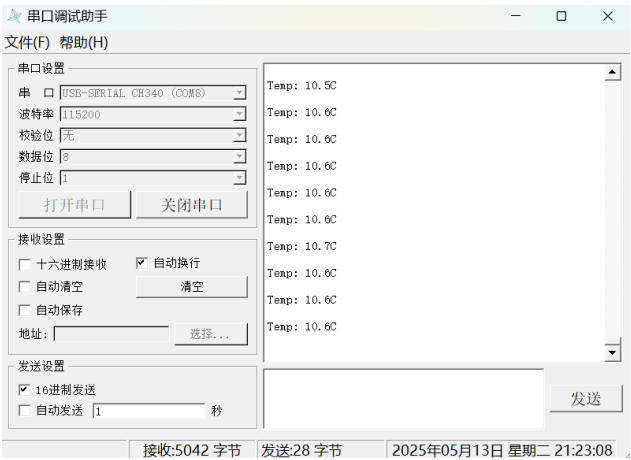 串口调试助手
文件(F) 帮助(H)
串口设置
串 口 USB-SERIAL CH340 (COM8)
波特率 115200
校验位 无
数据位 8
停止位 1
打开串口 关闭串口
接收设置
十六进制接收 自动换行
自动清空 清空
自动保存
地址: 选择...
发送设置
16进制发送
自动发送 1 秒
Temp: 10.5C
Temp: 10.6C
Temp: 10.6C
Temp: 10.6C
Temp: 10.6C
Temp: 10.6C
Temp: 10.7C
Temp: 10.6C
Temp: 10.6C
Temp: 10.6C
发送
接收:5042 字节 发送:28 字节 2025年05月13日 星期二 21:23:08